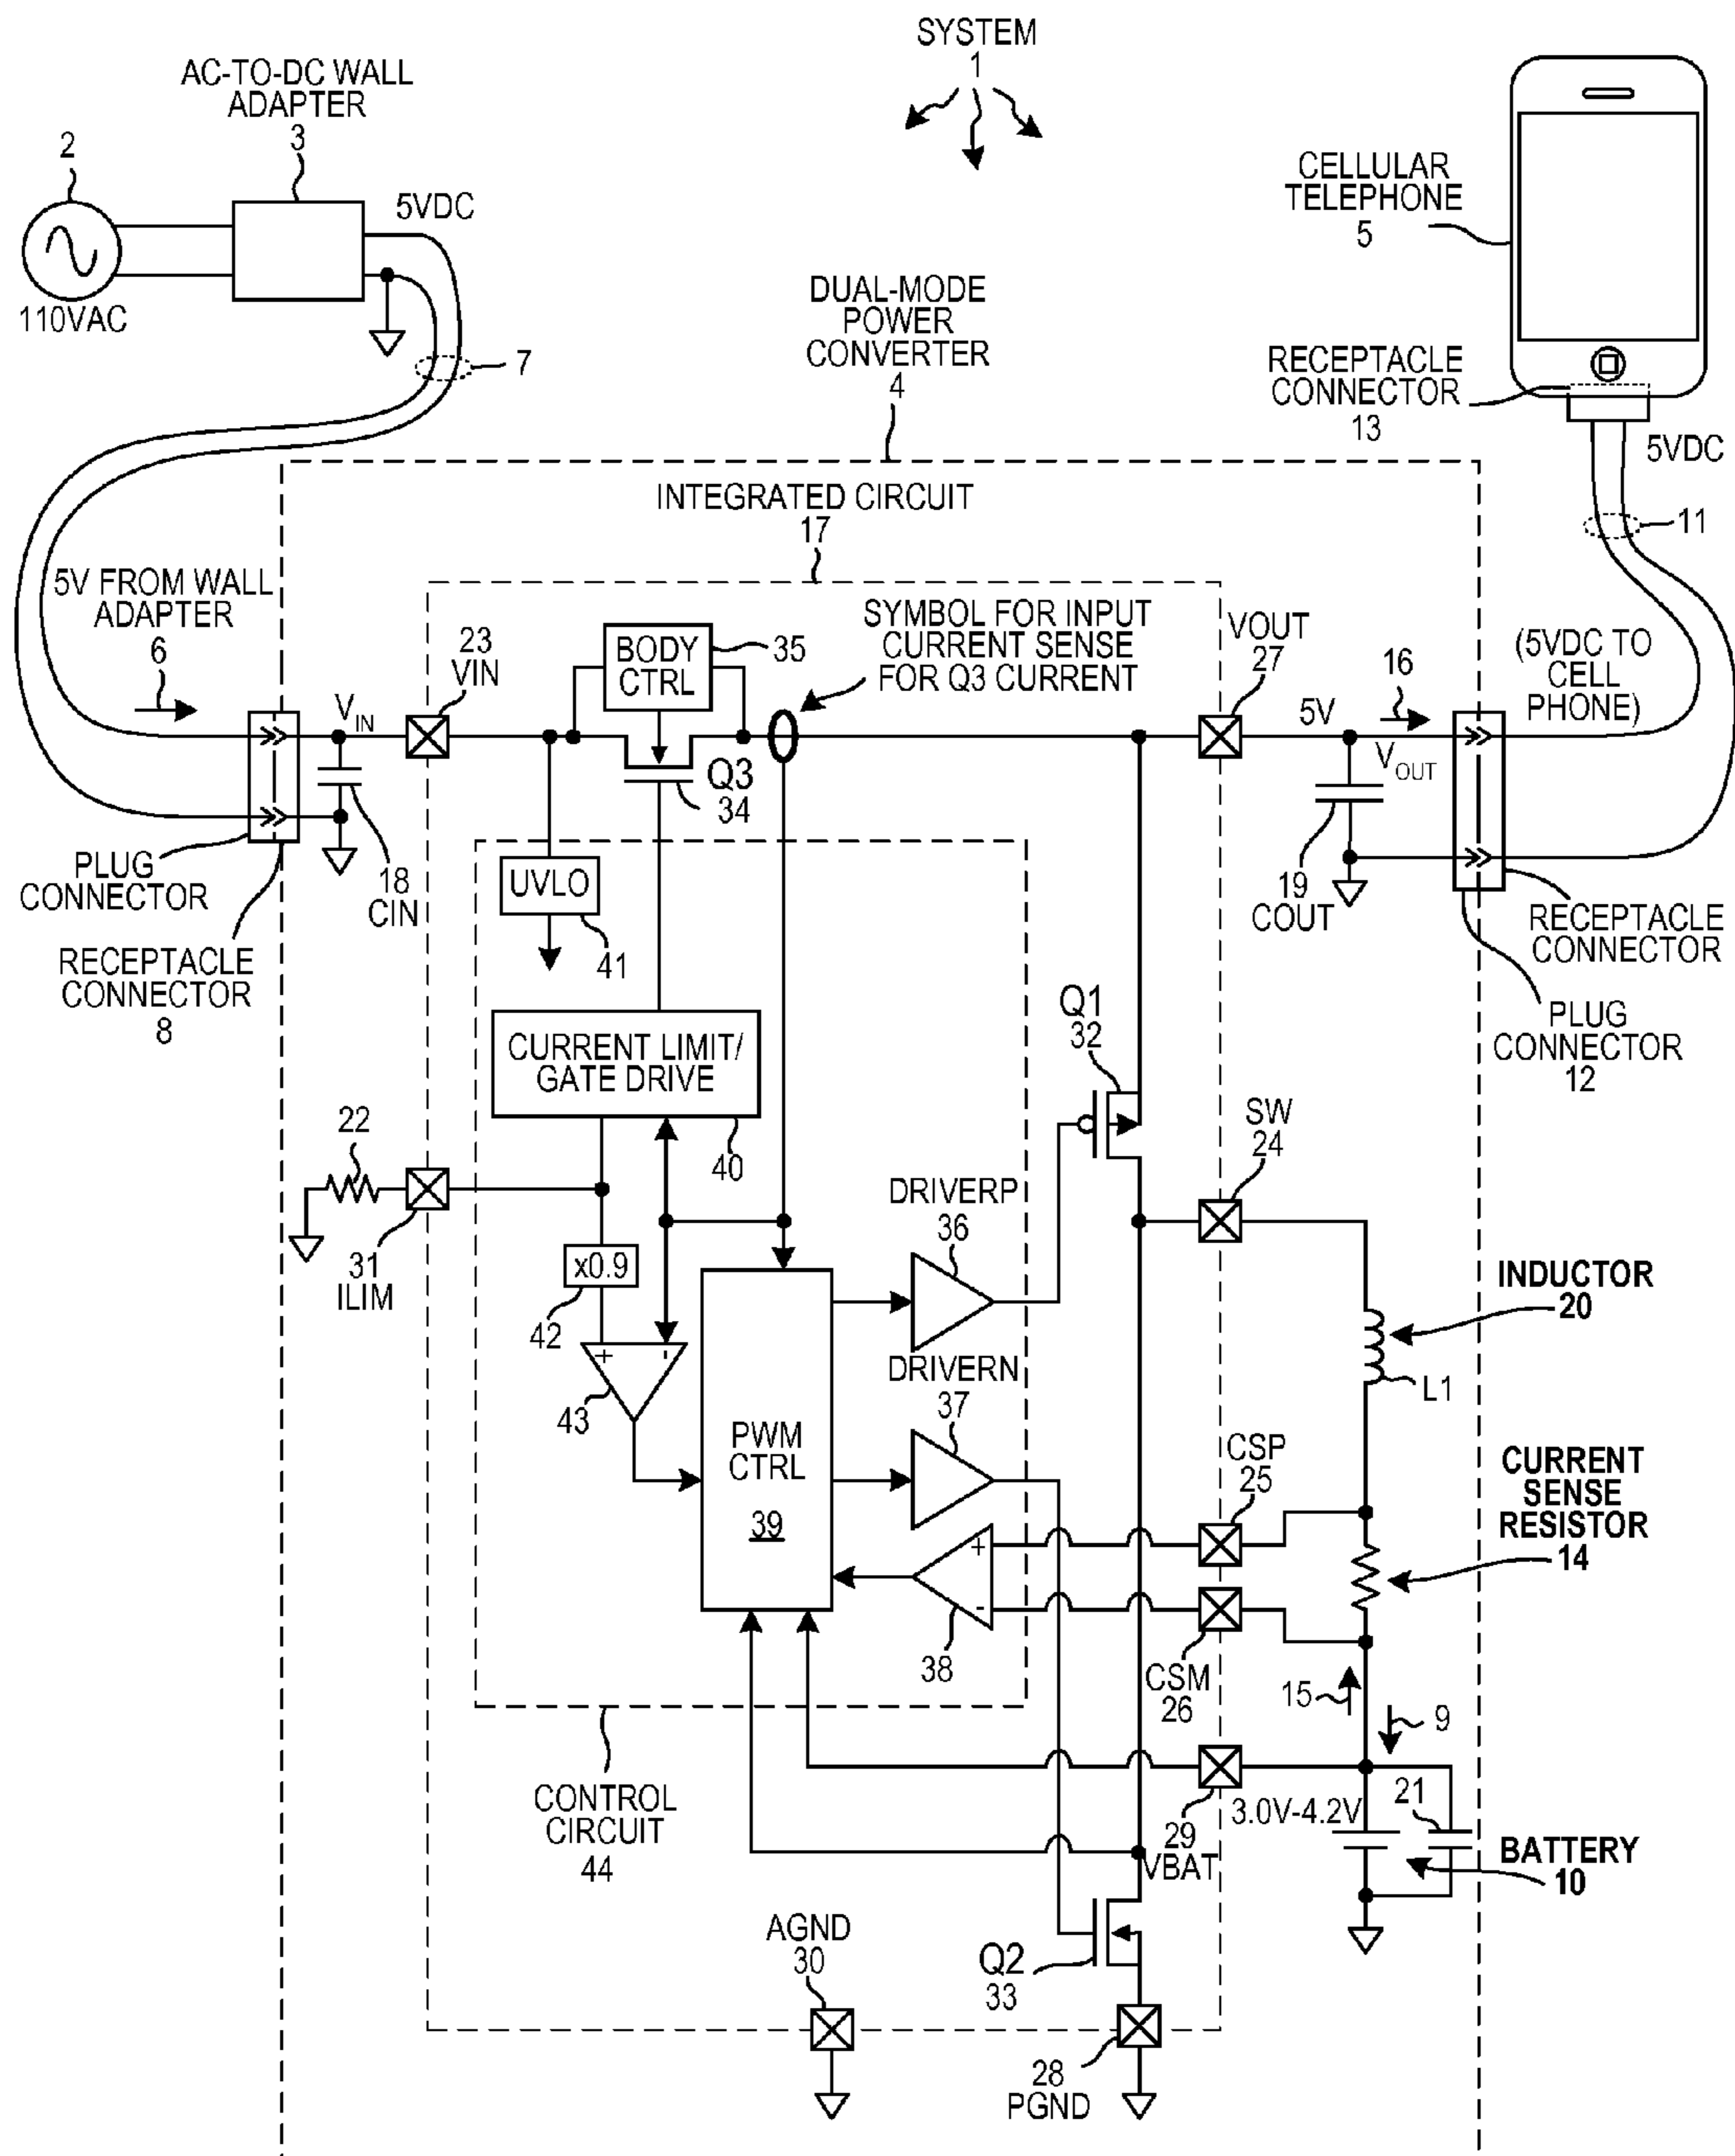 SYSTEM
1
AC-TO-DC WALL
ADAPTER
3
2
110VAC
5VDC
7
CELLULAR
TELEPHONE
5
DUAL-MODE
POWER
CONVERTER
4
RECEPTACLE
CONNECTOR
13
5VDC
11
INTEGRATED CIRCUIT
17
5V FROM WALL
ADAPTER
6
23
VIN
BODY
CTRL
35
SYMBOL FOR INPUT
CURRENT SENSE
FOR Q3 CURRENT
VOUT
27
(5VDC TO
CELL
PHONE)
16
5V
VIN
VOUT
Q3
34
PLUG
CONNECTOR
18
CIN
UVLO
41
19
COUT
RECEPTACLE
CONNECTOR
RECEPTACLE
CONNECTOR
8
PLUG
CONNECTOR
12
Q1
32
CURRENT LIMIT/
GATE DRIVE
40
22
31
ILIM
SW
24
DRIVERP
36
x0.9
42
+
-
43
INDUCTOR
20
L1
DRIVERN
37
PWM
CTRL
39
CSP
25
CURRENT
SENSE
RESISTOR
14
+
-
38
CSM
26
15
9
CONTROL
CIRCUIT
44
29
VBAT
3.0V-4.2V
21
BATTERY
10
AGND
30
Q2
33
28
PGND